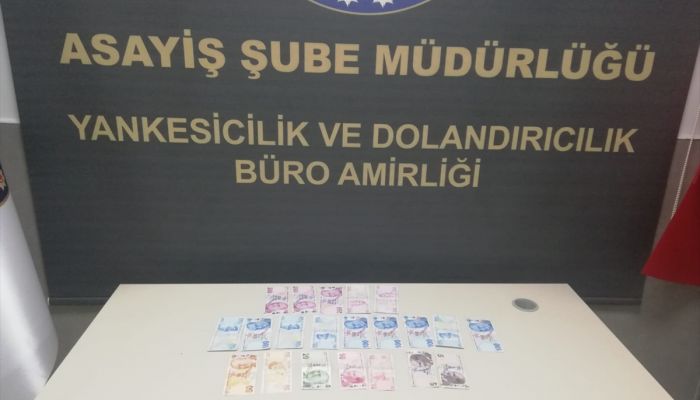 ASAYİŞ ŞUBE MÜDÜRLÜĞÜ
YANKESİCİLİK VE DOLANDIRICILIK
BÜRO AMİRLİĞİ